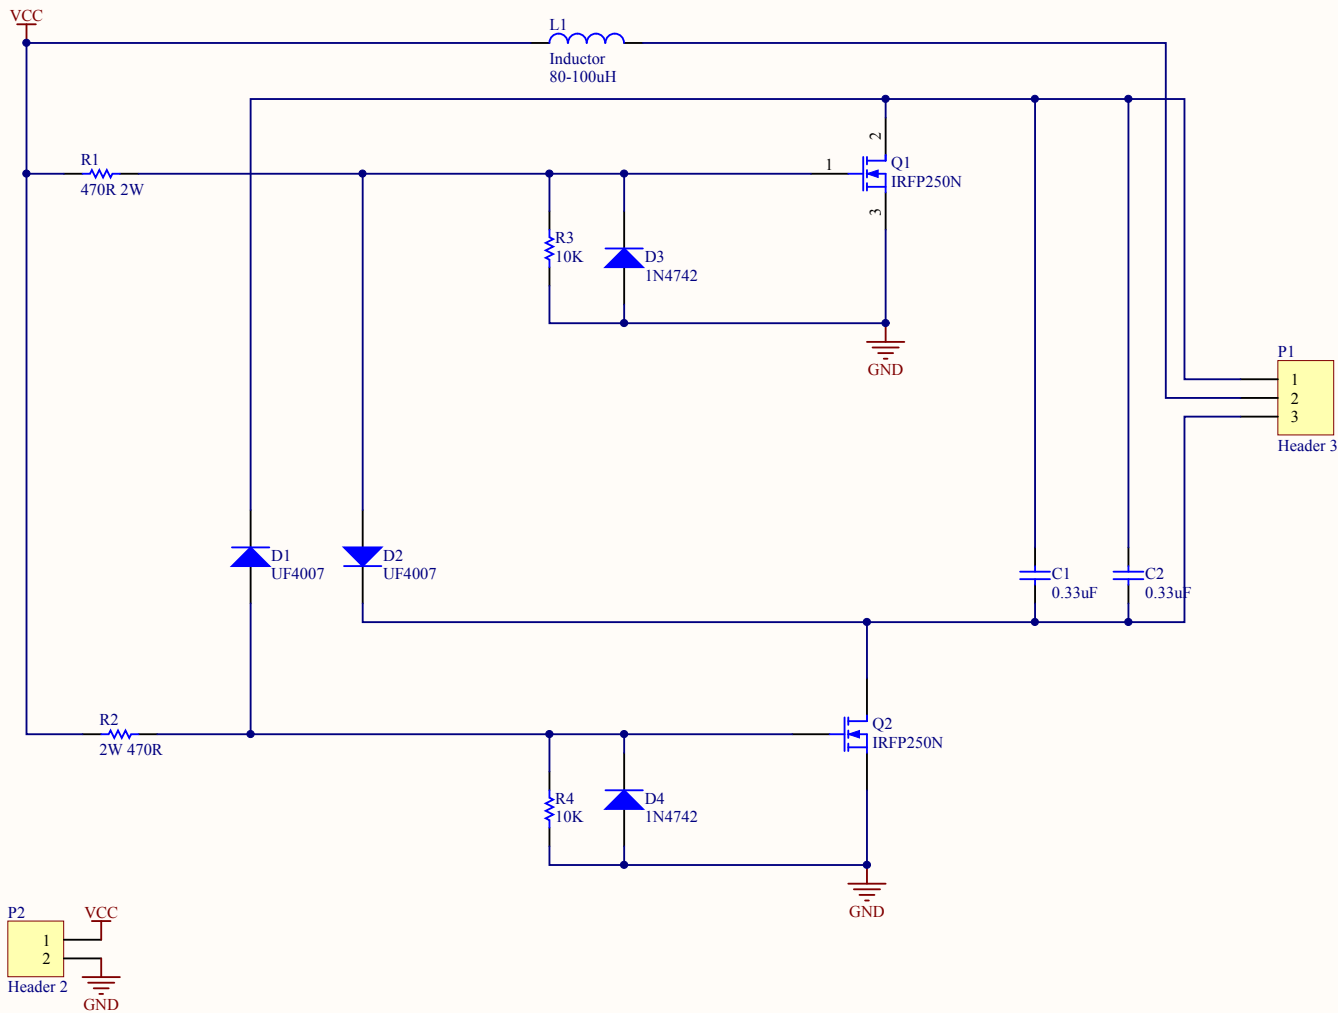 VCC
L1
Inductor
80-100uH
R1
470R 2W
2
1
Q1
IRFP250N
3
R3
10K
D3
1N4742
GND
P1
1
2
3
Header 3
D1
UF4007
D2
UF4007
C1
0.33uF
C2
0.33uF
R2
2W 470R
Q2
IRFP250N
R4
10K
D4
1N4742
GND
P2
VCC
1
2
Header 2
GND